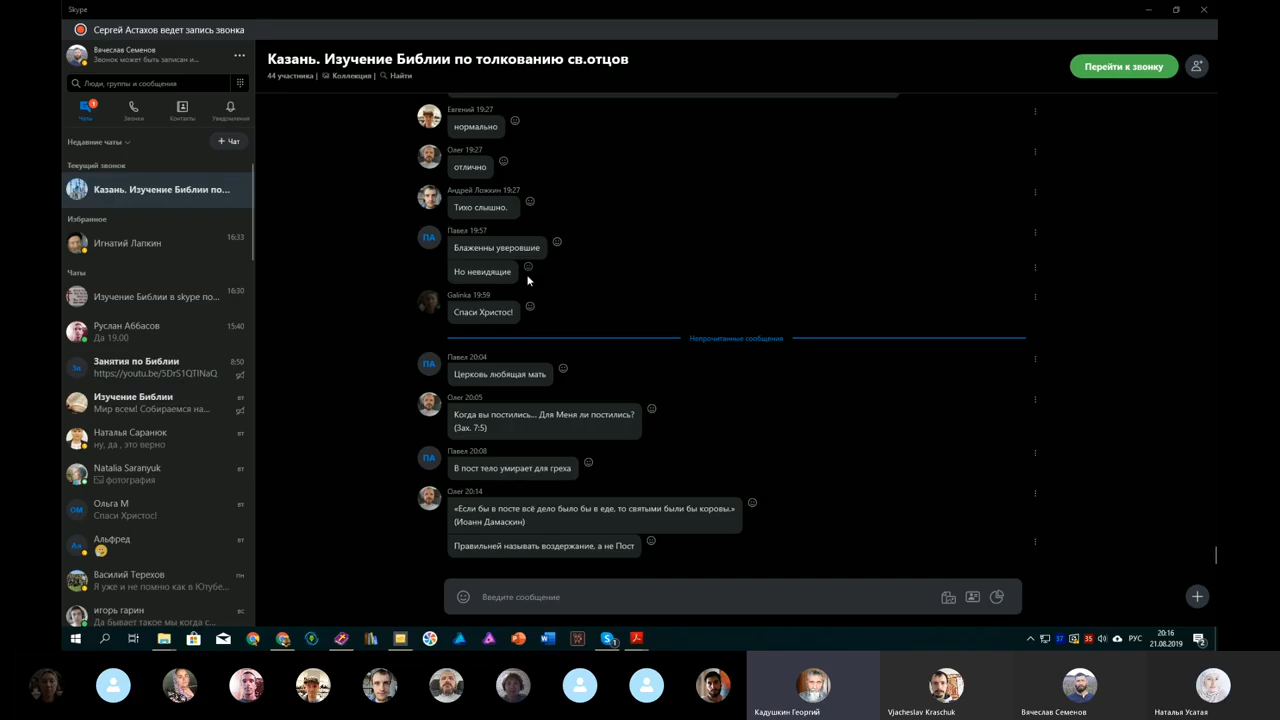 Skype
Сергей Астахов ведет запись звонка
Вячеслав Семенов
Звонок может быть записан и...
Люди, группы и сообщения
1
Чаты
Звонки
Контакты
Уведомления
Недавние чаты
+ Чат
Текущий звонок
Казань. Изучение Библии по...
Избранное
Игнатий Лапкин
16:33
Чаты
Изучение Библии в skype по...
16:30
Руслан Аббасов
15:40
Да 19.00
Занятия по Библии
8:50
https://youtu.be/5DrS1QTINaQ
Изучение Библии
вт
Мир всем! Собираемся на...
Наталья Саранюк
вт
ну, да , это верно
Natalia Saranyuk
вт
фотография
ОМ
Ольга М
вт
Спаси Христос!
Альфред
вт
Василий Терехов
пн
Я уже и не помню как в Ютубе...
игорь гарин
вс
Да бывает такое мы когда с...
Казань. Изучение Библии по толкованию св.отцов
44 участника | Коллекция | Найти
Перейти к звонку
Евгений 19:27
нормально
Олег 19:27
отлично
Андрей Ложкин 19:27
Тихо слышно.
Павел 19:57
ПА
Блаженны уверовшие
Но невидящие
Galinka 19:59
Спаси Христос!
Непрочитанные сообщения
Павел 20:04
ПА
Церковь любящая мать
Олег 20:05
Когда вы постились... Для Меня ли постились?
(Зах. 7:5)
Павел 20:08
ПА
В пост тело умирает для греха
Олег 20:14
«Если бы в посте всё дело было бы в еде, то святыми были бы коровы.»
(Иоанн Дамаскин)
Правильней называть воздержание, а не Пост
Введите сообщение
37
35
РУС
20:16
21.08.2019
2
Кадушкин Георгий
Vjacheslav Kraschuk
Вячеслав Семенов
Наталья Усатая